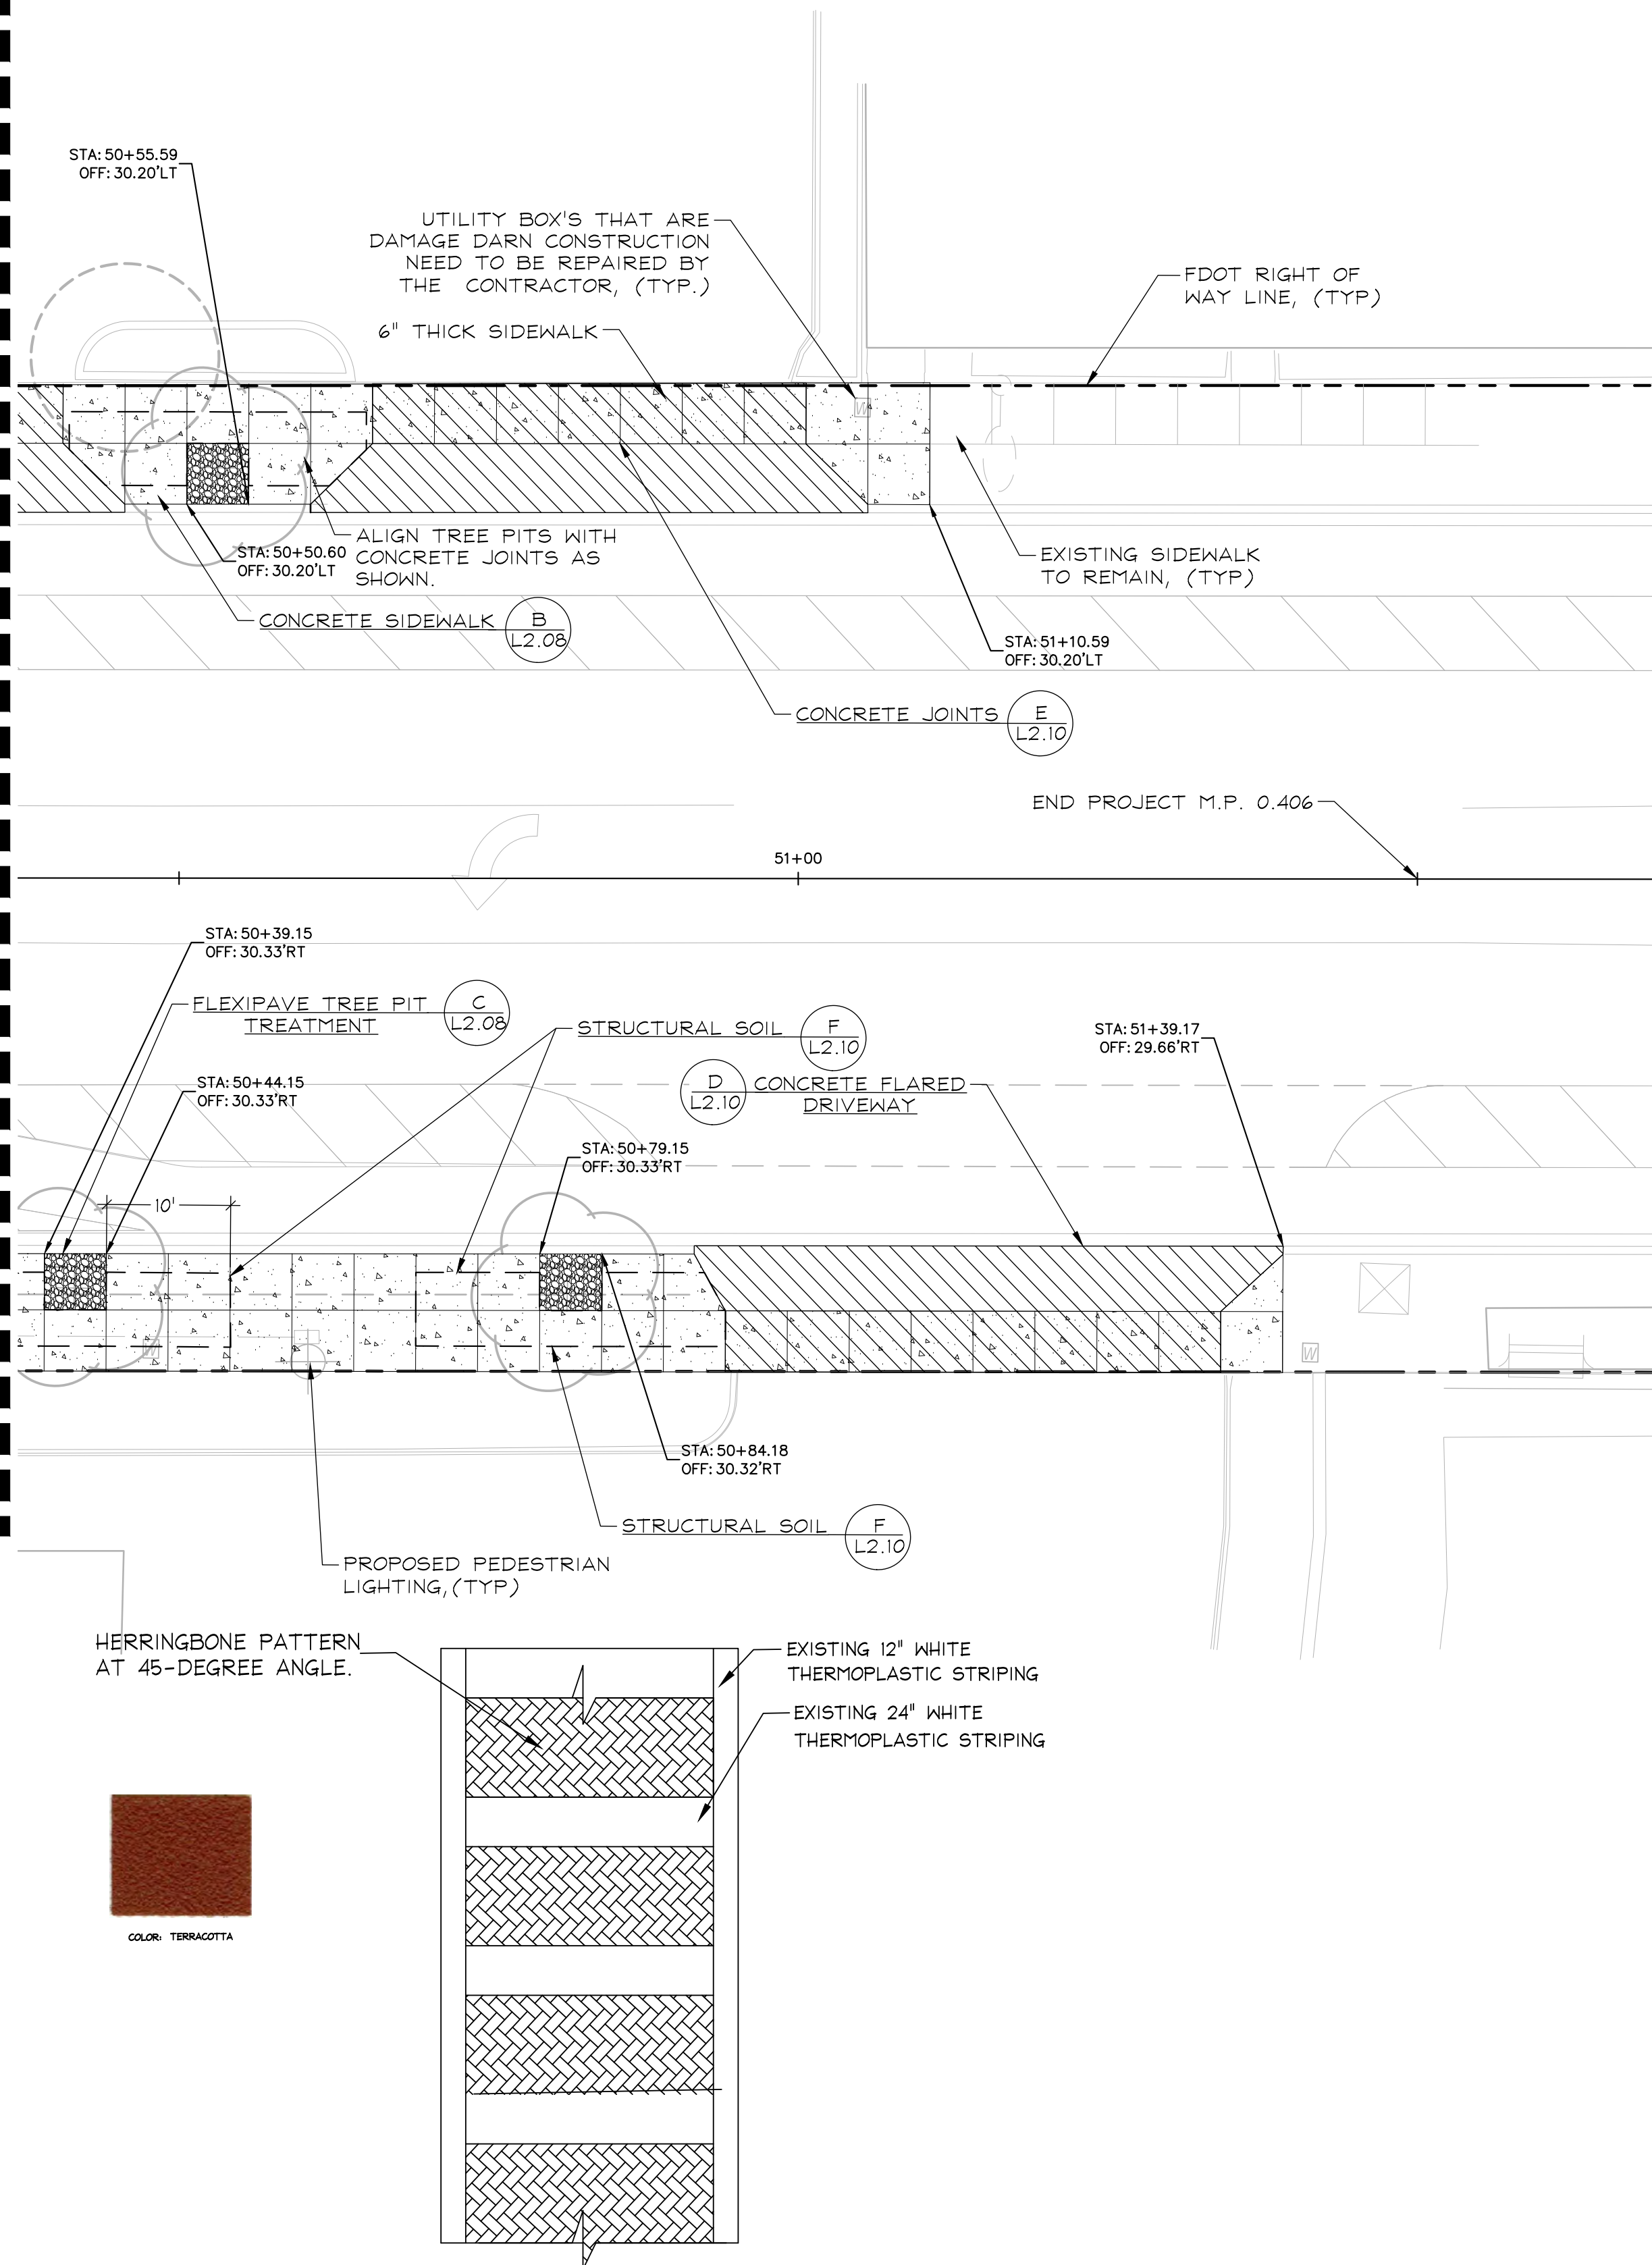 STA: 50+55.59
OFF: 30.20'LT
UTILITY BOX'S THAT ARE
DAMAGE DARN CONSTRUCTION
NEED TO BE REPAIRED BY
THE CONTRACTOR, (TYP.)
6" THICK SIDEWALK
FDOT RIGHT OF
WAY LINE, (TYP)
W
ALIGN TREE PITS WITH
CONCRETE JOINTS AS
SHOWN.
STA: 50+50.60
OFF: 30.20'LT
EXISTING SIDEWALK
TO REMAIN, (TYP)
CONCRETE SIDEWALK
B
L2.08
STA: 51+10.59
OFF: 30.20'LT
CONCRETE JOINTS
E
L2.10
END PROJECT M.P. 0.406
51+00
STA: 50+39.15
OFF: 30.33'RT
FLEXIPAVE TREE PIT
TREATMENT
C
L2.08
STRUCTURAL SOIL
F
L2.10
STA: 51+39.17
OFF: 29.66'RT
STA: 50+44.15
OFF: 30.33'RT
D
L2.10
CONCRETE FLARED
DRIVEWAY
STA: 50+79.15
OFF: 30.33'RT
10'
W
W
STA: 50+84.18
OFF: 30.32'RT
STRUCTURAL SOIL
F
L2.10
PROPOSED PEDESTRIAN
LIGHTING, (TYP)
HERRINGBONE PATTERN
AT 45-DEGREE ANGLE.
EXISTING 12" WHITE
THERMOPLASTIC STRIPING
EXISTING 24" WHITE
THERMOPLASTIC STRIPING
COLOR: TERRACOTTA